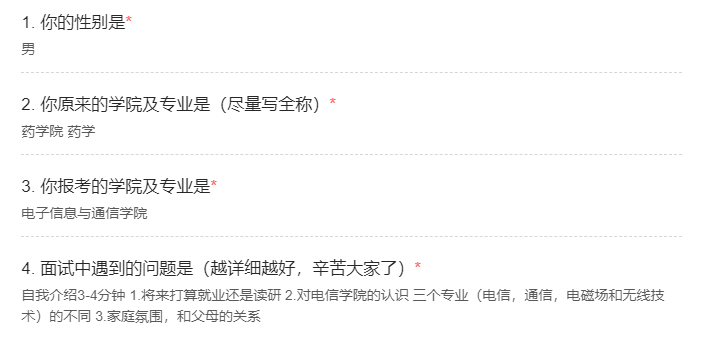 1. 你的性别是*
男
2. 你原来的学院及专业是（尽量写全称）*
药学院 药学
3. 你报考的学院及专业是*
电子信息与通信学院
4. 面试中遇到的问题是（越详细越好，辛苦大家了）*
自我介绍3-4分钟 1.将来打算就业还是读研 2.对电信学院的认识 三个专业（电信，通信，电磁场和无线技
术）的不同 3.家庭氛围，和父母的关系